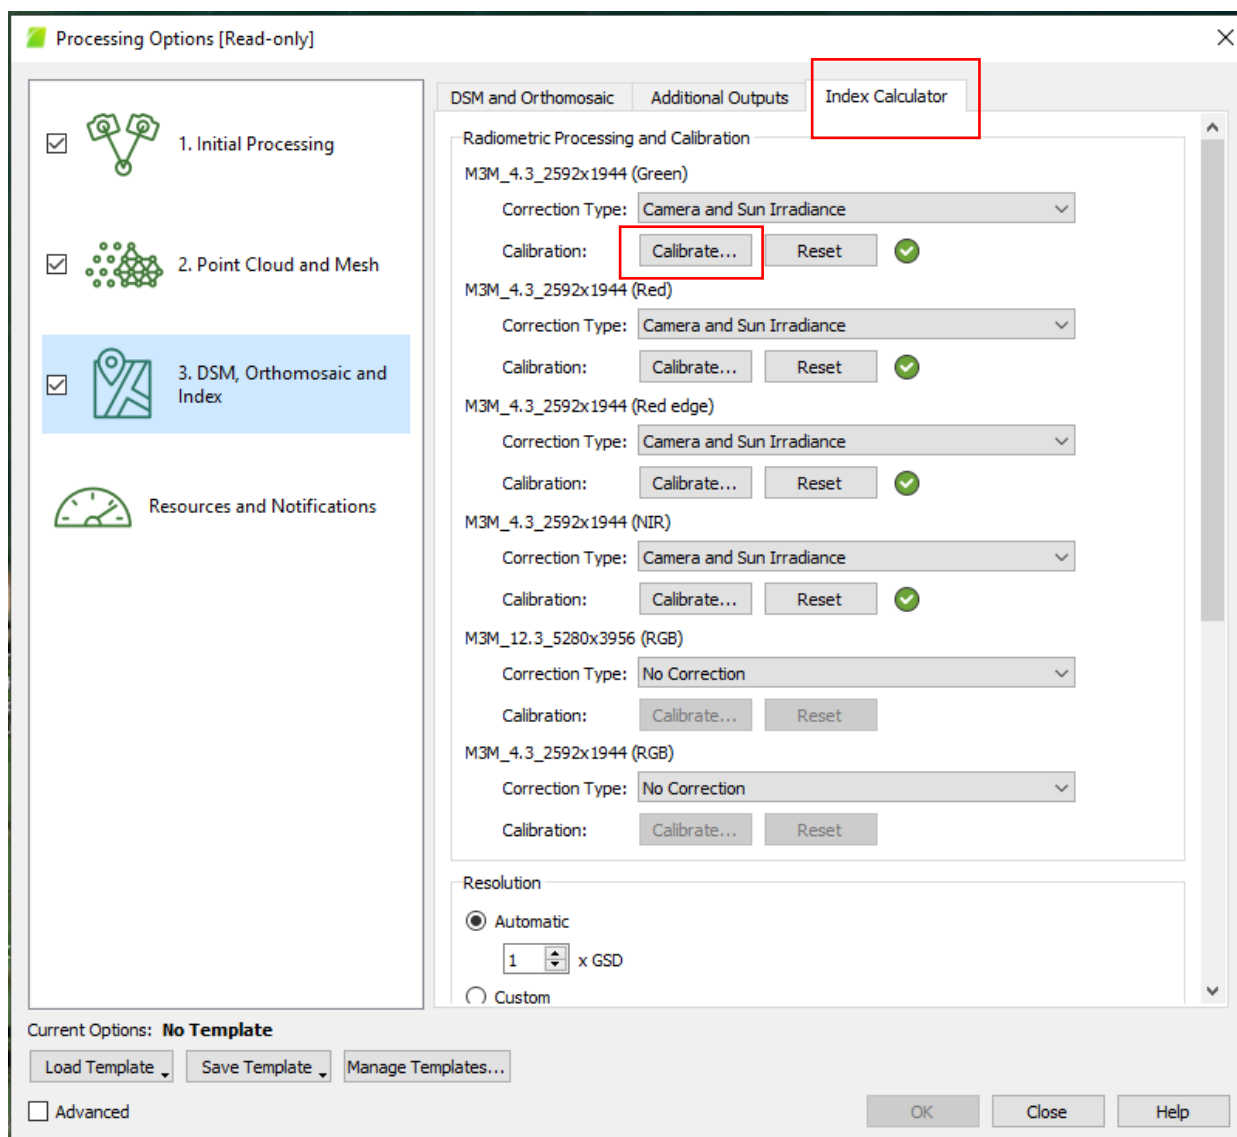 Processing Options [Read-only]
1. Initial Processing
2. Point Cloud and Mesh
3. DSM, Orthomosaic and
Index
Resources and Notifications
DSM and Orthomosaic Additional Outputs Index Calculator
Radiometric Processing and Calibration
M3M_4.3_2592x1944 (Green)
Correction Type: Camera and Sun Irradiance
Calibration: Calibrate... Reset
M3M_4.3_2592x1944 (Red)
Correction Type: Camera and Sun Irradiance
Calibration: Calibrate... Reset
M3M_4.3_2592x1944 (Red edge)
Correction Type: Camera and Sun Irradiance
Calibration: Calibrate... Reset
M3M_4.3_2592x1944 (NIR)
Correction Type: Camera and Sun Irradiance
Calibration: Calibrate... Reset
M3M_12.3_5280x3956 (RGB)
Correction Type: No Correction
Calibration: Calibrate... Reset
M3M_4.3_2592x1944 (RGB)
Correction Type: No Correction
Calibration: Calibrate... Reset
Resolution
Automatic
1 x GSD
Custom
Current Options: No Template
Load Template Save Template Manage Templates...
Advanced
OK Close Help